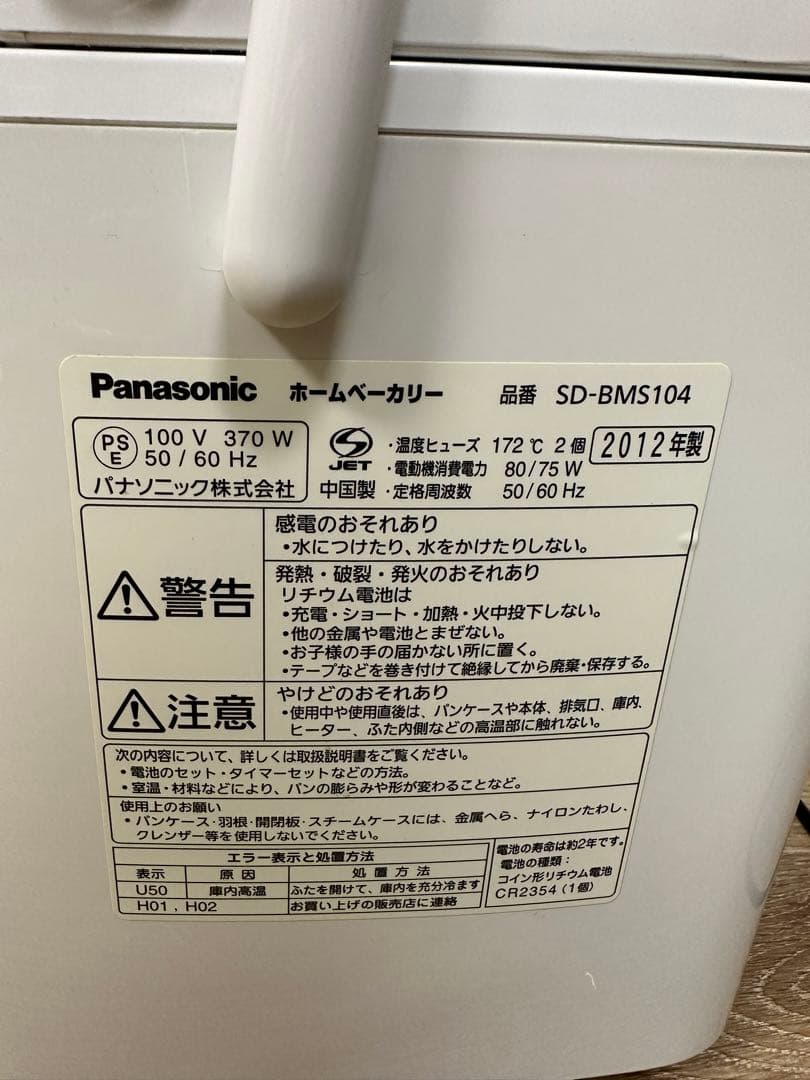 Panasonic ホームベーカリー 品番 SD-BMS104
PS E 100 V 370 W
50 / 60 Hz
パナソニック株式会社
JET
中国製
・温度ヒューズ 172℃ 2個
・電動機消費電力 80/75 W
・定格周波数 50/60 Hz
2012年製
警告
感電のおそれあり
・水につけたり、水をかけたりしない。
発熱・破裂・発火のおそれあり
リチウム電池は
・充電・ショート・加熱・火中投下しない。
・他の金属や電池とまぜない。
・お子様の手の届かない所に置く。
・テープなどを巻き付けて絶縁してから廃棄・保存する。
注意
やけどのおそれあり
・使用中や使用直後は、パンケースや本体、排気口、庫内、
ヒーター、ふた内側などの高温部に触れない。
次の内容について、詳しくは取扱説明書をご覧ください。
・電池のセット・タイマーセットなどの方法。
・室温・材料などにより、パンの膨らみや形が変わることなど。
使用上のお願い
・パンケース・羽根・開閉板・スチームケースには、金属へら、ナイロンたわし、
クレンザー等を使用しないでください。
エラー表示と処置方法
表示 原因 処置方法
U50 庫内高温 ふたを開けて、庫内を充分冷ます
H01 , H02 お買い上げの販売店に連絡
電池の寿命は約2年です。
電池の種類：
コイン形リチウム電池
CR2354（1個）